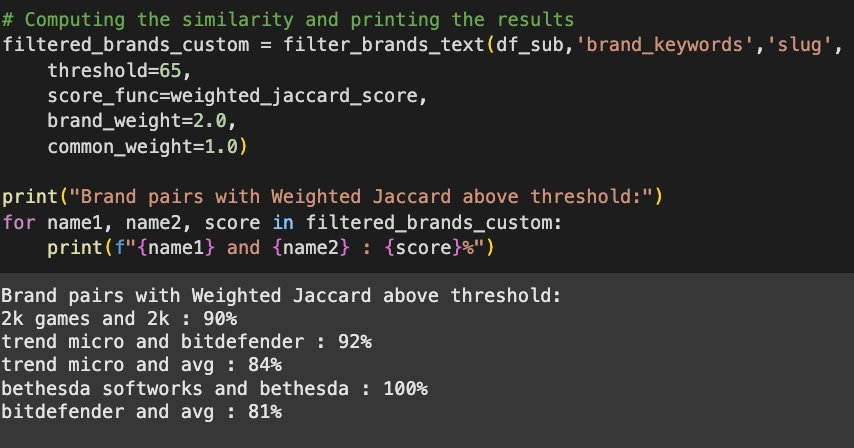 # Computing the similarity and printing the results
filtered_brands_custom = filter_brands_text(df_sub,'brand_keywords','slug',
    threshold=65,
    score_func=weighted_jaccard_score,
    brand_weight=2.0,
    common_weight=1.0)

print("Brand pairs with Weighted Jaccard above threshold:")
for name1, name2, score in filtered_brands_custom:
    print(f"{name1} and {name2} : {score}%")
Brand pairs with Weighted Jaccard above threshold:
2k games and 2k : 90%
trend micro and bitdefender : 92%
trend micro and avg : 84%
bethesda softworks and bethesda : 100%
bitdefender and avg : 81%